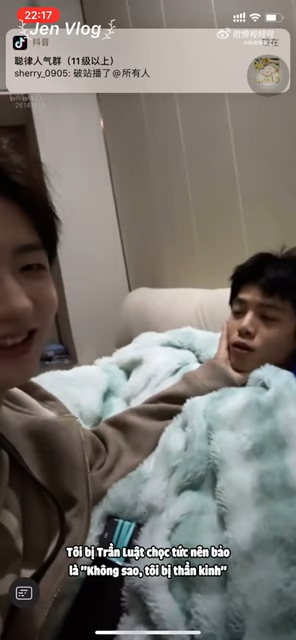 22:17
Jen Vlog
抖音
聪律人气群（11级以上）
sherry_0905: 破站播了@所有人
Tôi bị Trần Luật chọc tức nên bảo
là "Không sao, tôi bị thần kinh"